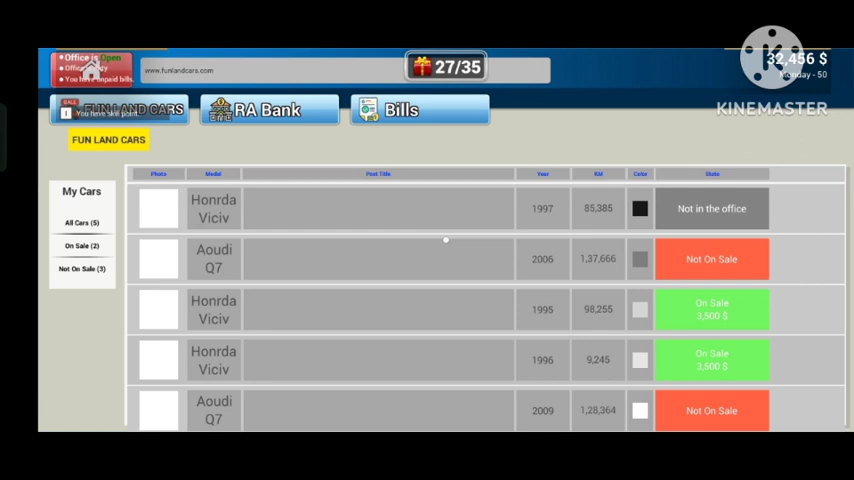 Office is Open
You have unpaid bills.
www.funlandcars.com
27/35
32,456 $
Monday - 50
KINEMASTER
SALE
FUN LAND CARS
You have skill point.
RA Bank
Bills
FUN LAND CARS
My Cars
All Cars (5)
On Sale (2)
Not On Sale (3)
Photo Model Post Title Year KM Color State
Honrda Viciv 1997 85,385 Not in the office
Aoudi Q7 2006 1,37,666 Not On Sale
Honrda Viciv 1995 98,255 On Sale 3,500 $
Honrda Viciv 1996 9,245 On Sale 3,500 $
Aoudi Q7 2009 1,28,364 Not On Sale